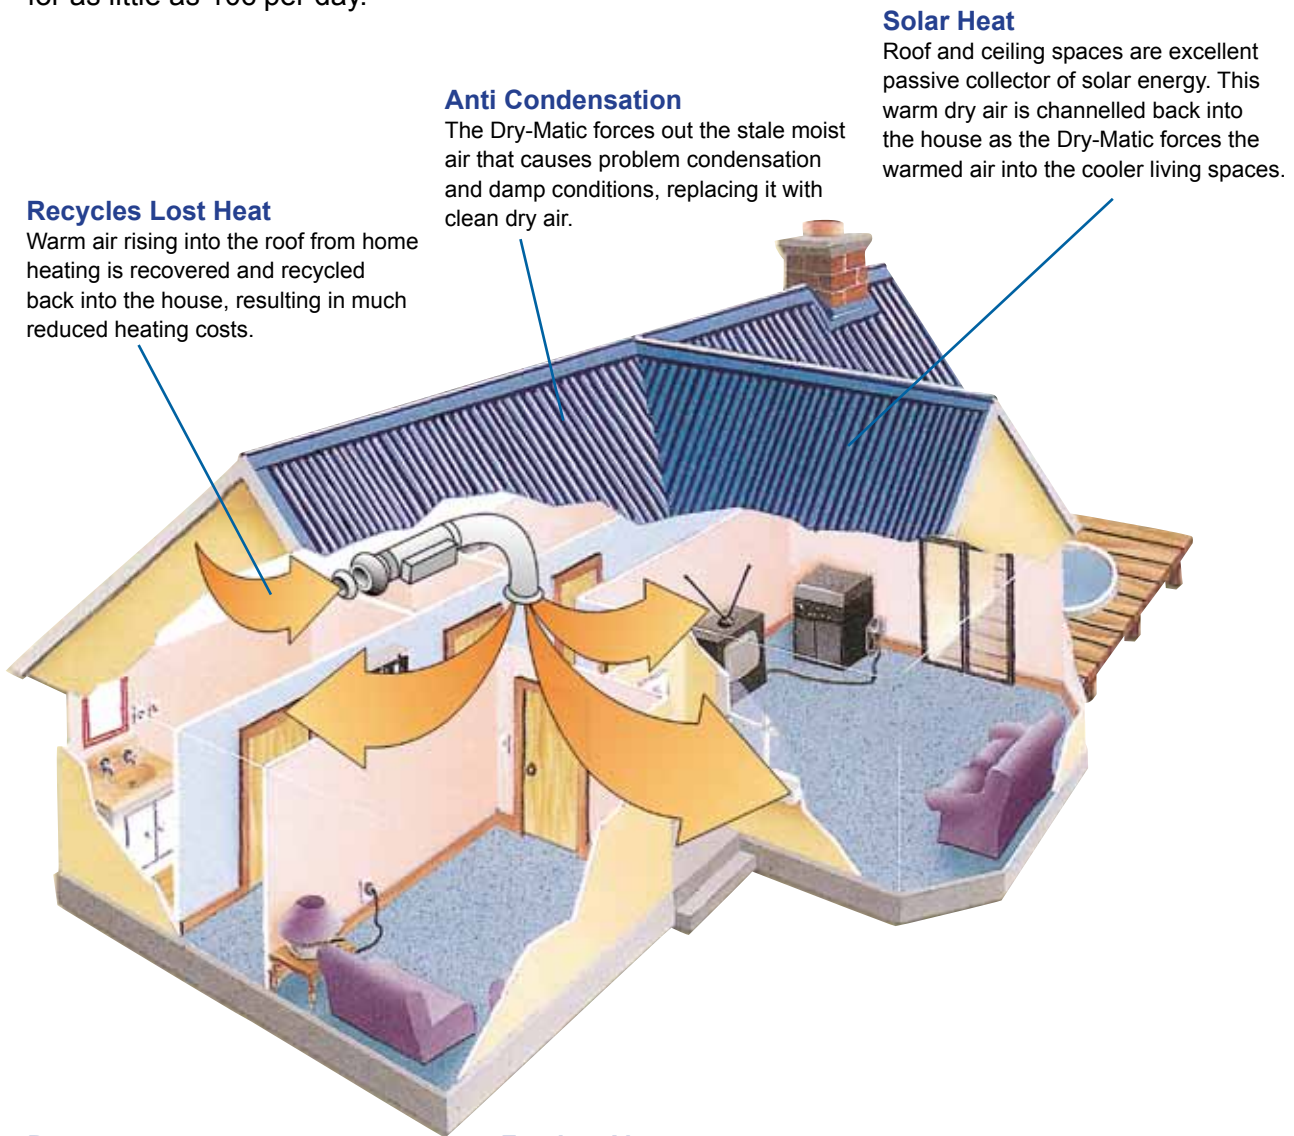 Solar Heat
Roof and ceiling spaces are excellent
passive collector of solar energy. This
warm dry air is channelled back into
the house as the Dry-Matic forces the
warmed air into the cooler living spaces.
Anti Condensation
The Dry-Matic forces out the stale moist
air that causes problem condensation
and damp conditions, replacing it with
clean dry air.
Recycles Lost Heat
Warm air rising into the roof from home
heating is recovered and recycled
back into the house, resulting in much
reduced heating costs.